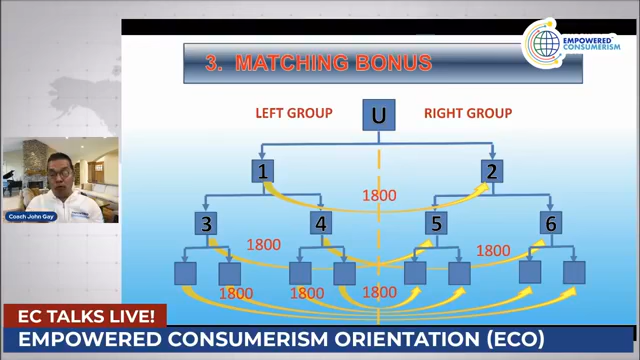 EMPOWERED
CONSUMERISM
3. MATCHING BONUS
LEFT GROUP
U
RIGHT GROUP
1
2
1800
3
4
5
6
1800
1800
1800
1800
1800
Coach John Gay
EC TALKS LIVE!
EMPOWERED CONSUMERISM ORIENTATION (ECO)